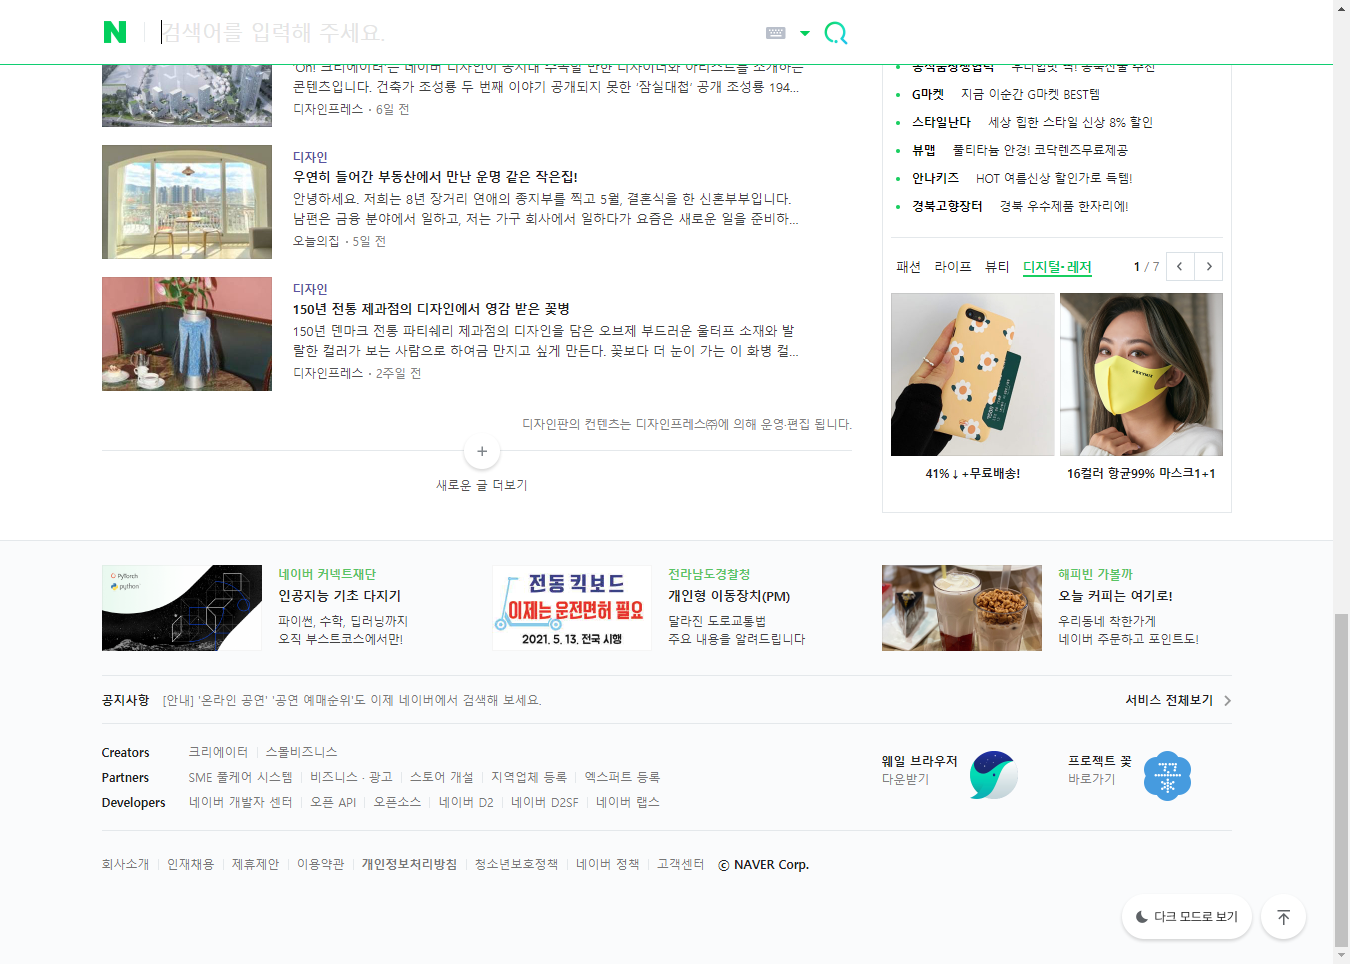 N
검색어를 입력해 주세요.
'Oh! 크리에이터'는 네이버 디자인이 동시대 주목할 만한 디자이너와 아티스트를 소개하는
콘텐츠입니다. 건축가 조성룡 두 번째 이야기 공개되지 못한 '잠실대첩' 공개 조성룡 194...
디자인프레스 · 6일 전
디자인
우연히 들어간 부동산에서 만난 운명 같은 작은집!
안녕하세요. 저희는 8년 장거리 연애의 종지부를 찍고 5월, 결혼식을 한 신혼부부입니다.
남편은 금융 분야에서 일하고, 저는 가구 회사에서 일하다가 요즘은 새로운 일을 준비하...
오늘의집 · 5일 전
디자인
150년 전통 제과점의 디자인에서 영감 받은 꽃병
150년 덴마크 전통 파티쉐리 제과점의 디자인을 담은 오브제 부드러운 울터프 소재와 발
랄한 컬러가 보는 사람으로 하여금 만지고 싶게 만든다. 꽃보다 더 눈이 가는 이 화병 컬...
디자인프레스 · 2주일 전
디자인판의 컨텐츠는 디자인프레스㈜에 의해 운영·편집 됩니다.
새로운 글 더보기
G마켓 지금 이순간 G마켓 BEST템
스타일난다 세상 힙한 스타일 신상 8% 할인
뷰맵 풀티타늄 안경! 코닥렌즈무료제공
안나키즈 HOT 여름신상 할인가로 득템!
경북고향장터 경북 우수제품 한자리에!
패션 라이프 뷰티 디지털·레저 1 / 7
41%↓+무료배송!
16컬러 항균99% 마스크1+1
PyTorch
python
네이버 커넥트재단
인공지능 기초 다지기
파이썬, 수학, 딥러닝까지
오직 부스트코스에서만!
전동 킥보드
이제는 운전면허 필요
2021. 5. 13. 전국 시행
전라남도경찰청
개인형 이동장치(PM)
달라진 도로교통법
주요 내용을 알려드립니다
해피빈 가볼까
오늘 커피는 여기로!
우리동네 착한가게
네이버 주문하고 포인트도!
공지사항 [안내] '온라인 공연' '공연 예매순위'도 이제 네이버에서 검색해 보세요.
서비스 전체보기
Creators 크리에이터 스몰비즈니스
Partners SME 풀케어 시스템 비즈니스 · 광고 스토어 개설 지역업체 등록 엑스퍼트 등록
Developers 네이버 개발자 센터 오픈 API 오픈소스 네이버 D2 네이버 D2SF 네이버 랩스
웨일 브라우저
다운받기
프로젝트 꽃
바로가기
회사소개 인재채용 제휴제안 이용약관 개인정보처리방침 청소년보호정책 네이버 정책 고객센터 ⓒ NAVER Corp.
다크 모드로 보기